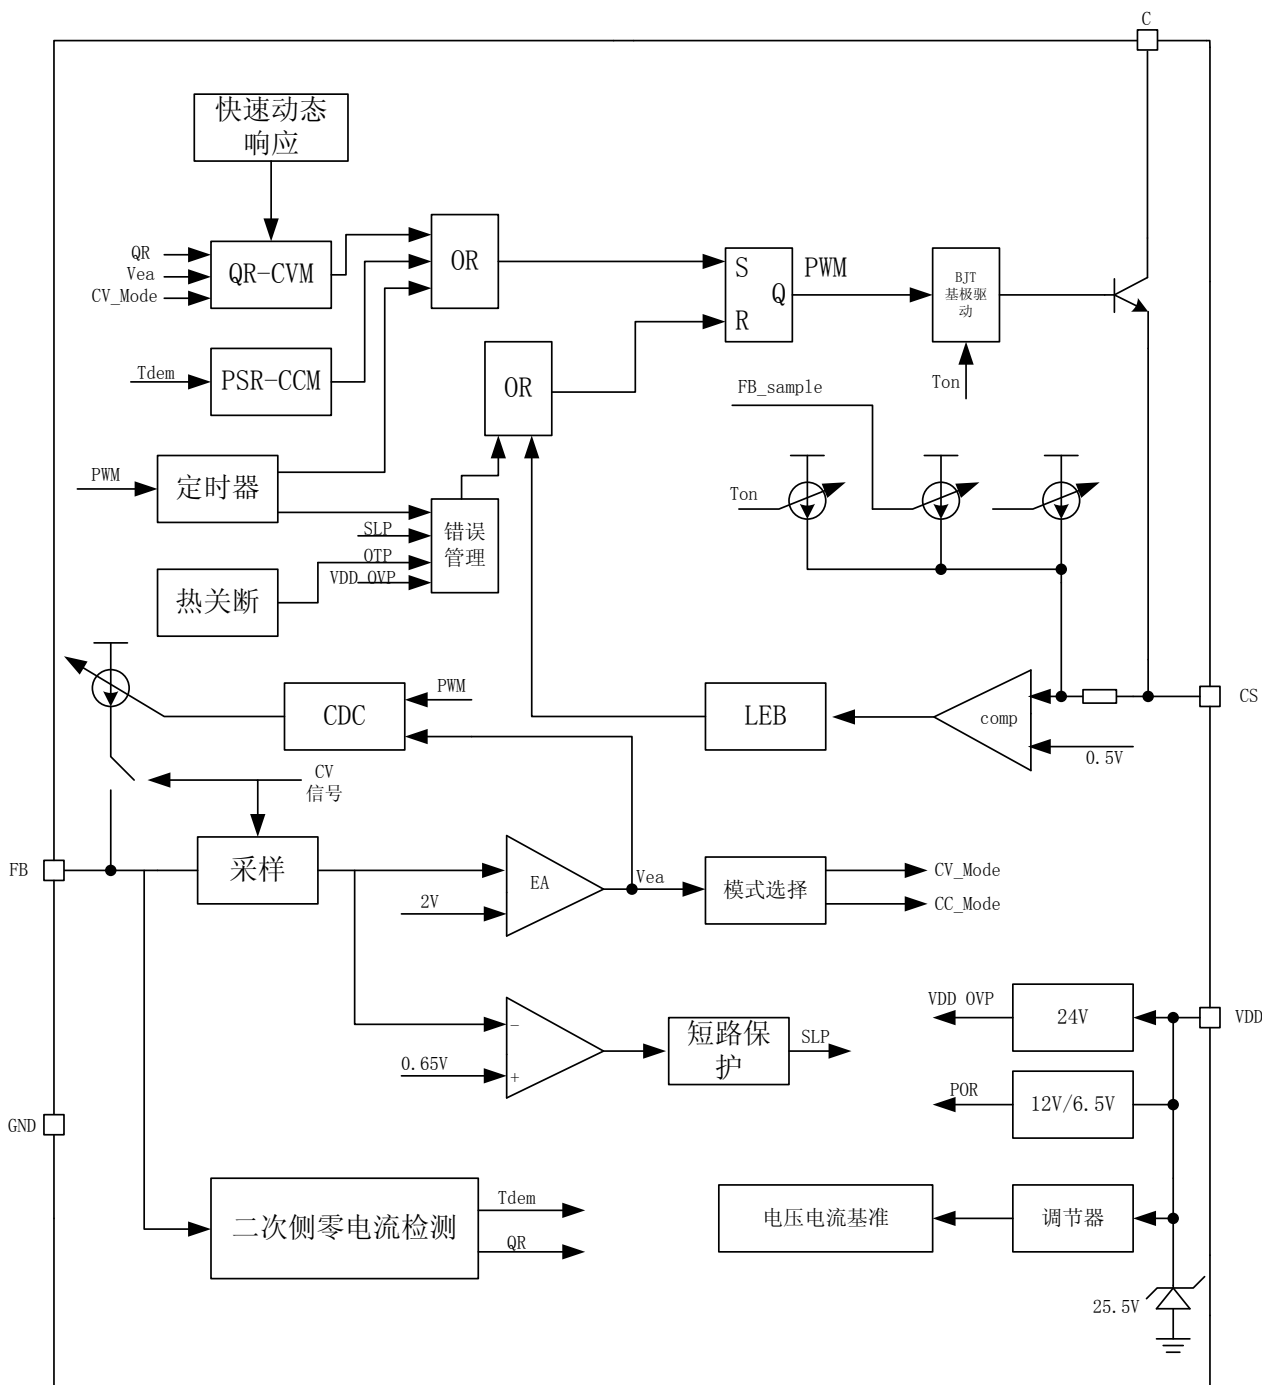 C
快速动态
响应
QR
Vea
CV_Mode
QR-CVM
OR
S
R
Q
PWM
BJT
基极驱
动
Ton
Tdem
PSR-CCM
OR
FB_sample
PWM
定时器
Ton
SLP
OTP
VDD OVP
错误
管理
热关断
CDC
PWM
LEB
comp
CS
0.5V
CV
信号
FB
采样
EA
2V
Vea
模式选择
CV_Mode
CC_Mode
-
+
0.65V
短路保
护
SLP
VDD OVP
24V
VDD
POR
12V/6.5V
GND
二次侧零电流检测
Tdem
QR
电压电流基准
调节器
25.5V